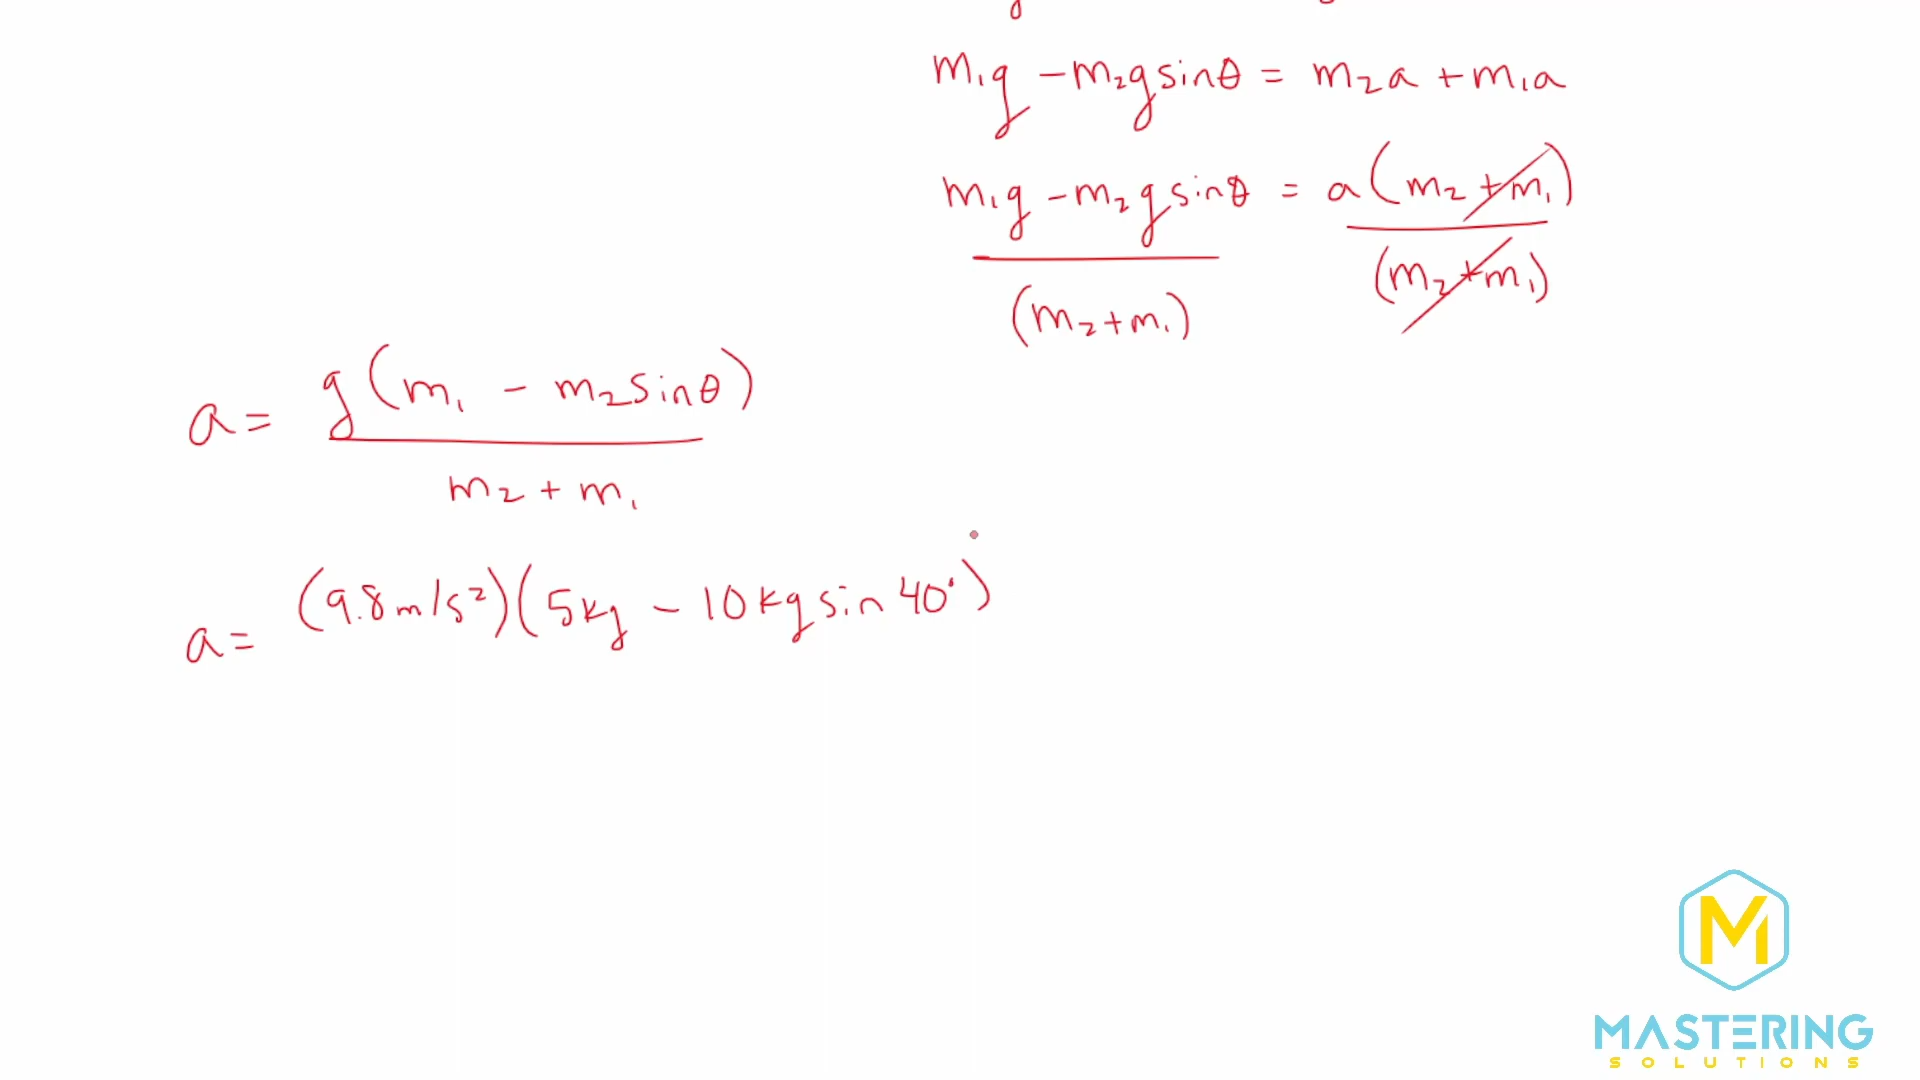 m₁g - m₂g sinθ = m₂a + m₁a
m₁g - m₂g sinθ = a(m₂ + m₁)
(m₂ + m₁) (m₂ + m₁)
a = g(m₁ - m₂ sinθ)
m₂ + m₁
a = (9.8 m/s²)(5kg - 10kg sin 40°)
MASTERING
SOLUTIONS